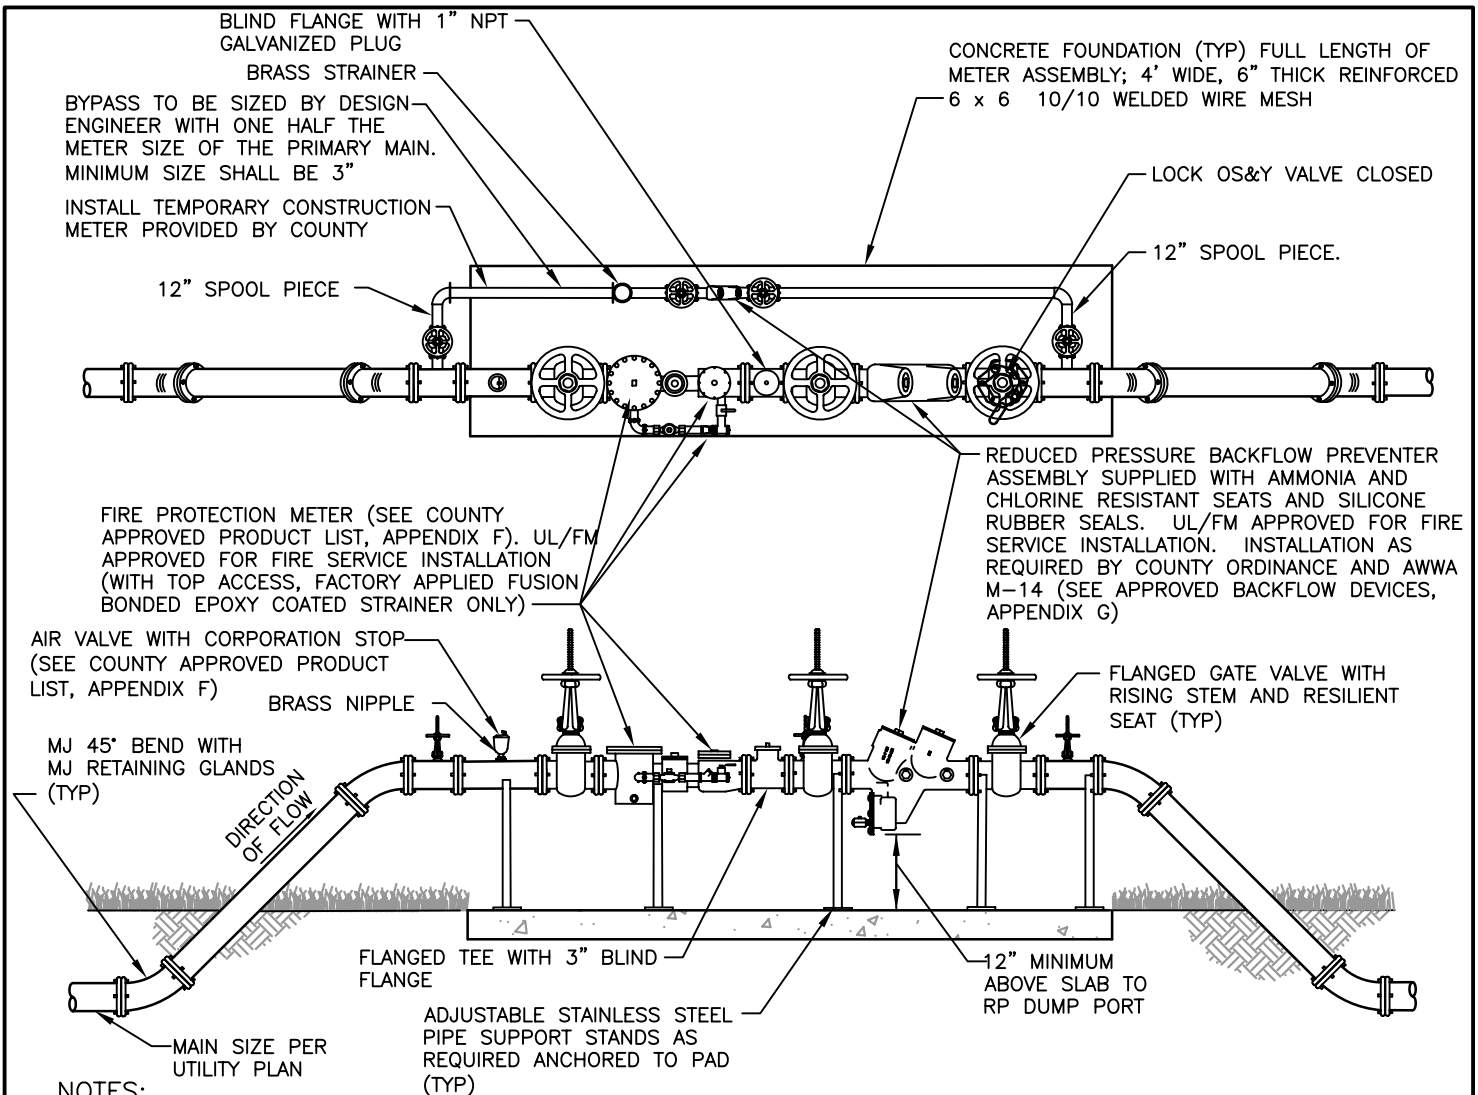 BLIND FLANGE WITH 1” NPT
GALVANIZED PLUG
BRASS STRAINER
BYPASS TO BE SIZED BY DESIGN
ENGINEER WITH ONE HALF THE
METER SIZE OF THE PRIMARY MAIN.
MINIMUM SIZE SHALL BE 3”
INSTALL TEMPORARY CONSTRUCTION
METER PROVIDED BY COUNTY
12” SPOOL PIECE
CONCRETE FOUNDATION (TYP) FULL LENGTH OF
METER ASSEMBLY; 4’ WIDE, 6” THICK REINFORCED
6 x 6 10/10 WELDED WIRE MESH
LOCK OS&Y VALVE CLOSED
12” SPOOL PIECE.
FIRE PROTECTION METER (SEE COUNTY
APPROVED PRODUCT LIST, APPENDIX F). UL/FM
APPROVED FOR FIRE SERVICE INSTALLATION
(WITH TOP ACCESS, FACTORY APPLIED FUSION
BONDED EPOXY COATED STRAINER ONLY)
REDUCED PRESSURE BACKFLOW PREVENTER
ASSEMBLY SUPPLIED WITH AMMONIA AND
CHLORINE RESISTANT SEATS AND SILICONE
RUBBER SEALS. UL/FM APPROVED FOR FIRE
SERVICE INSTALLATION. INSTALLATION AS
REQUIRED BY COUNTY ORDINANCE AND AWWA
M-14 (SEE APPROVED BACKFLOW DEVICES,
APPENDIX G)
AIR VALVE WITH CORPORATION STOP
(SEE COUNTY APPROVED PRODUCT
LIST, APPENDIX F)
BRASS NIPPLE
MJ 45° BEND WITH
MJ RETAINING GLANDS
(TYP)
DIRECTION
OF FLOW
FLANGED GATE VALVE WITH
RISING STEM AND RESILIENT
SEAT (TYP)
FLANGED TEE WITH 3” BLIND
FLANGE
12” MINIMUM
ABOVE SLAB TO
RP DUMP PORT
ADJUSTABLE STAINLESS STEEL
PIPE SUPPORT STANDS AS
REQUIRED ANCHORED TO PAD
(TYP)
MAIN SIZE PER
UTILITY PLAN
NOTES: